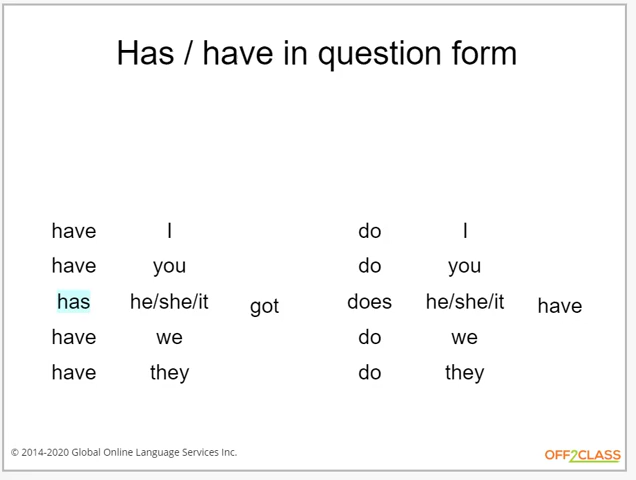 Has / have in question form
have I do I
have you do you
has he/she/it got does he/she/it have
have we do we
have they do they
© 2014-2020 Global Online Language Services Inc.
OFF2CLASS